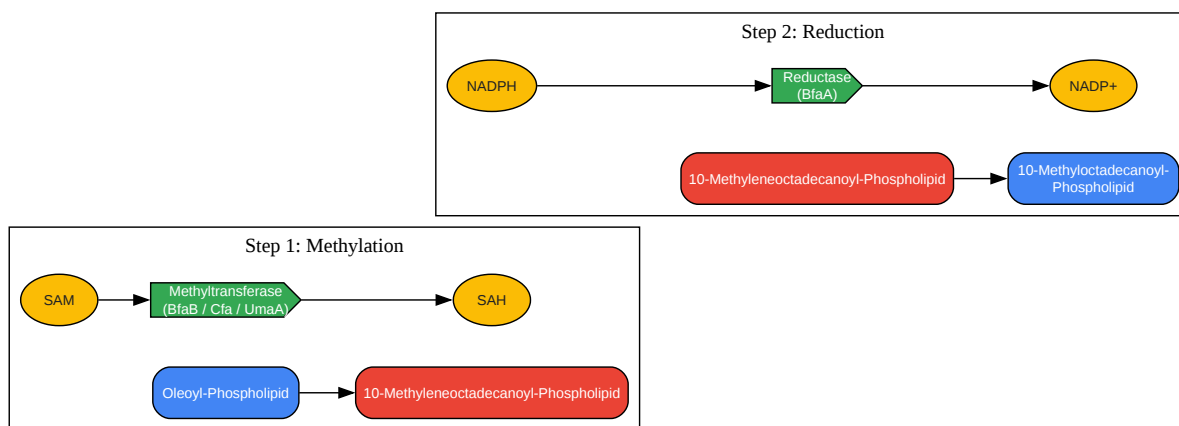 Step 2: Reduction
NADPH
Reductase
(BfaA)
NADP+
10-Methyleneoctadecanoyl-Phospholipid
10-Methyloctadecanoyl-
Phospholipid
Step 1: Methylation
SAM
Methyltransferase
(BfaB / Cfa / UmaA)
SAH
Oleoyl-Phospholipid
10-Methyleneoctadecanoyl-Phospholipid